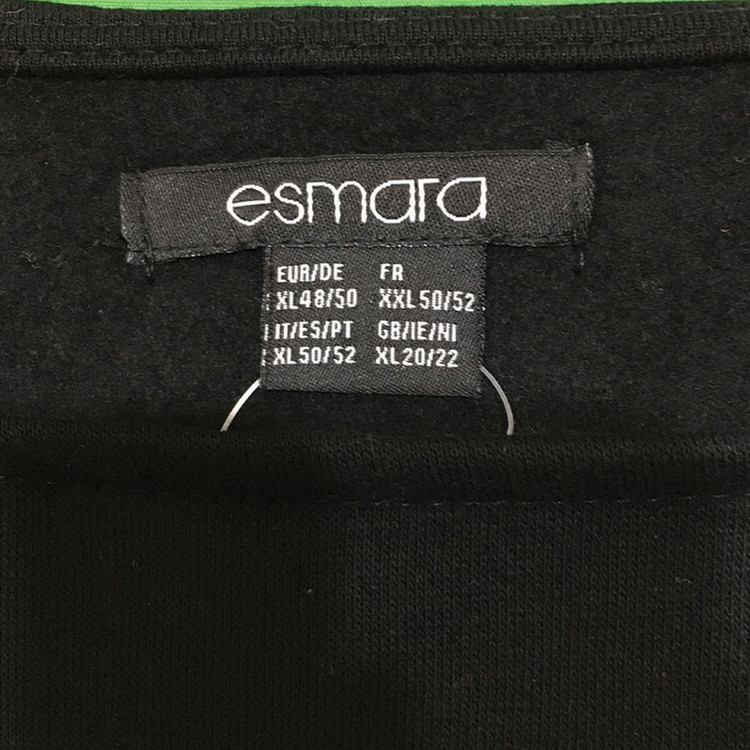 esmara
EUR/DE FR
XL48/50 XXL50/52
IT/ES/PT GB/IE/NI
XL50/52 XL20/22